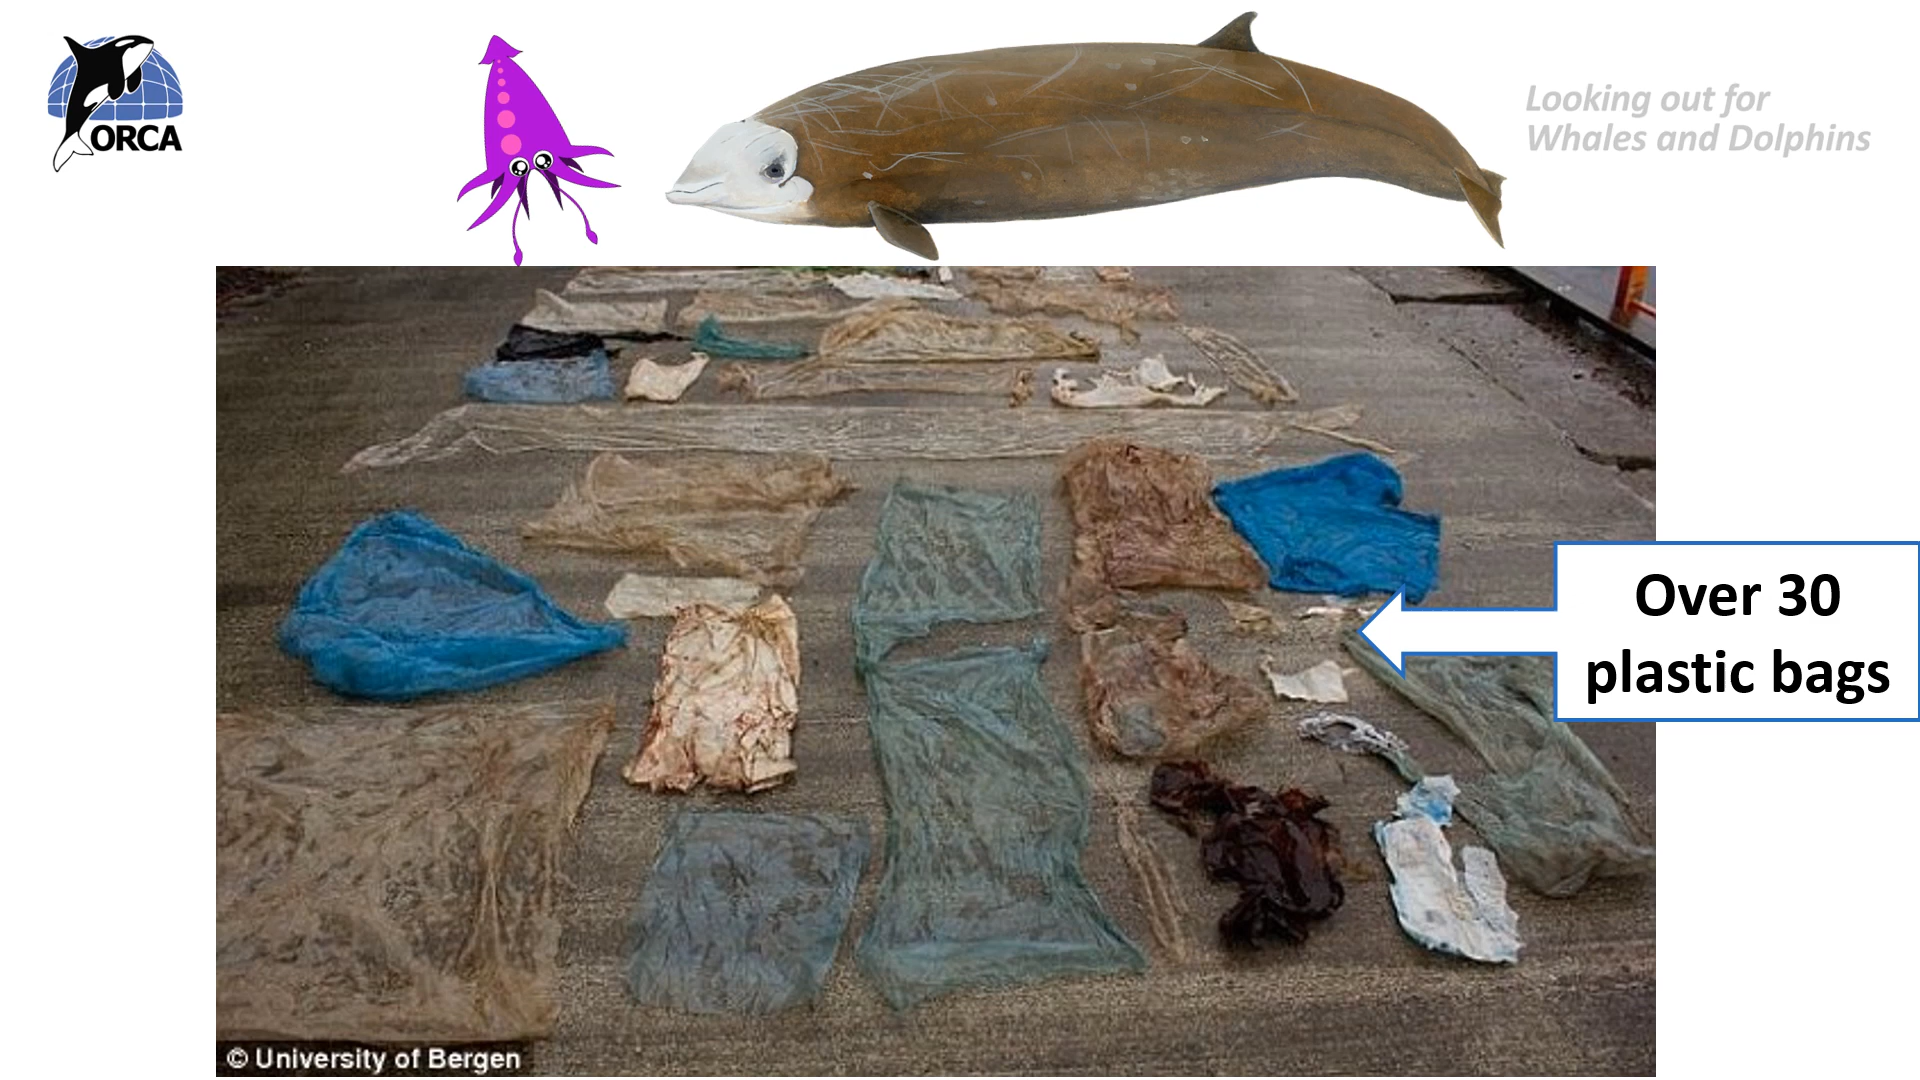 ORCA
Looking out for
Whales and Dolphins
Over 30
plastic bags
© University of Bergen